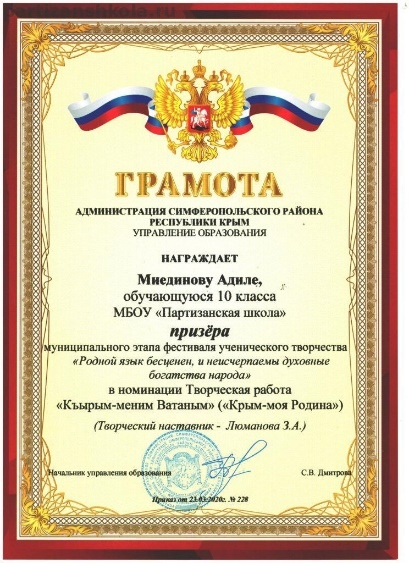 partizanshkole.ru
ГРАМОТА
АДМИНИСТРАЦИЯ СИМФЕРОПОЛЬСКОГО РАЙОНА
РЕСПУБЛИКИ КРЫМ
УПРАВЛЕНИЕ ОБРАЗОВАНИЯ
НАГРАЖДАЕТ
Миединову Адиле,
обучающуюся 10 класса
МБОУ «Партизанская школа»
призёра
муниципального этапа фестиваля ученического творчества
«Родной язык бесценен, и неисчерпаемы духовные
богатства народа»
в номинации Творческая работа
«Къырым-меним Ватаным» («Крым-моя Родина»)
(Творческий наставник - Люманова З.А.)
Начальник управления образования С.В. Дмитрова
Приказ от 23.03.2020г. № 228